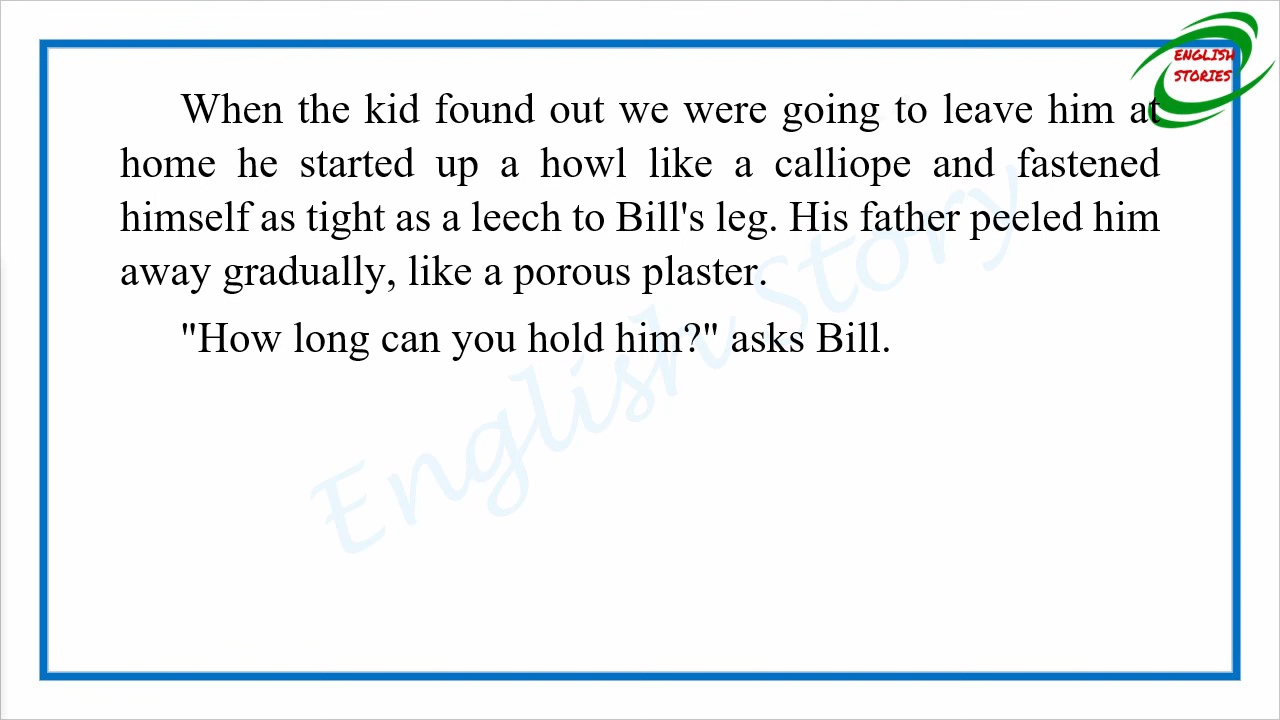 ENGLISH
STORIES
When the kid found out we were going to leave him at
home he started up a howl like a calliope and fastened
himself as tight as a leech to Bill's leg. His father peeled him
away gradually, like a porous plaster.
"How long can you hold him?" asks Bill.
English Story